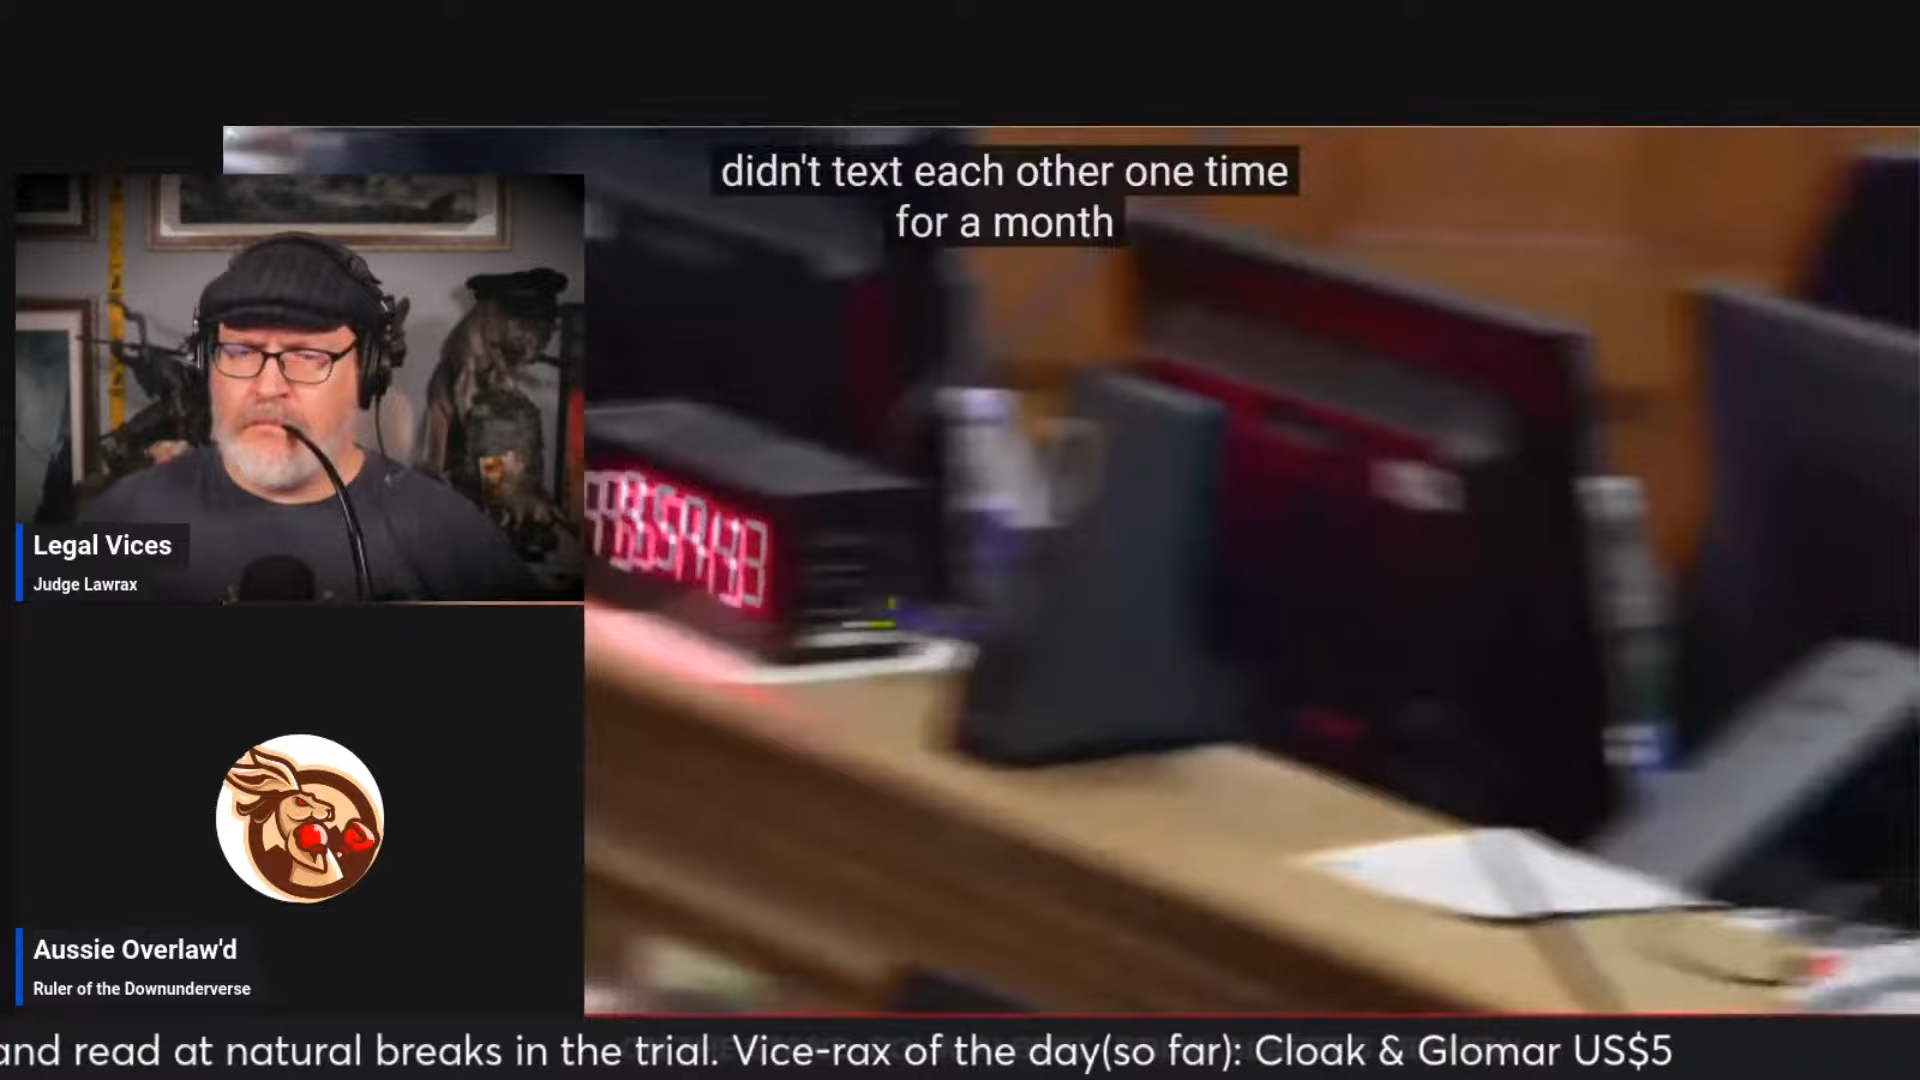 didn't text each other one time
for a month
Legal Vices
Judge Lawrax
Aussie Overlaw'd
Ruler of the Downunderverse
and read at natural breaks in the trial. Vice-rax of the day(so far): Cloak & Glomar US$5